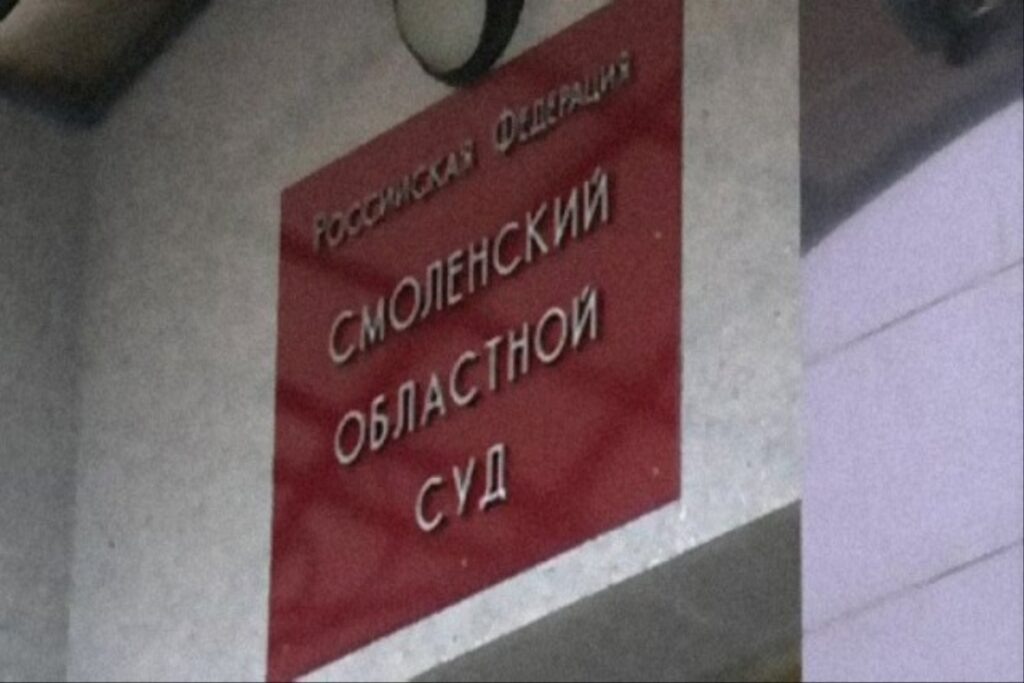 Российская Федерация
СМОЛЕНСКИЙ
ОБЛАСТНОЙ
СУД